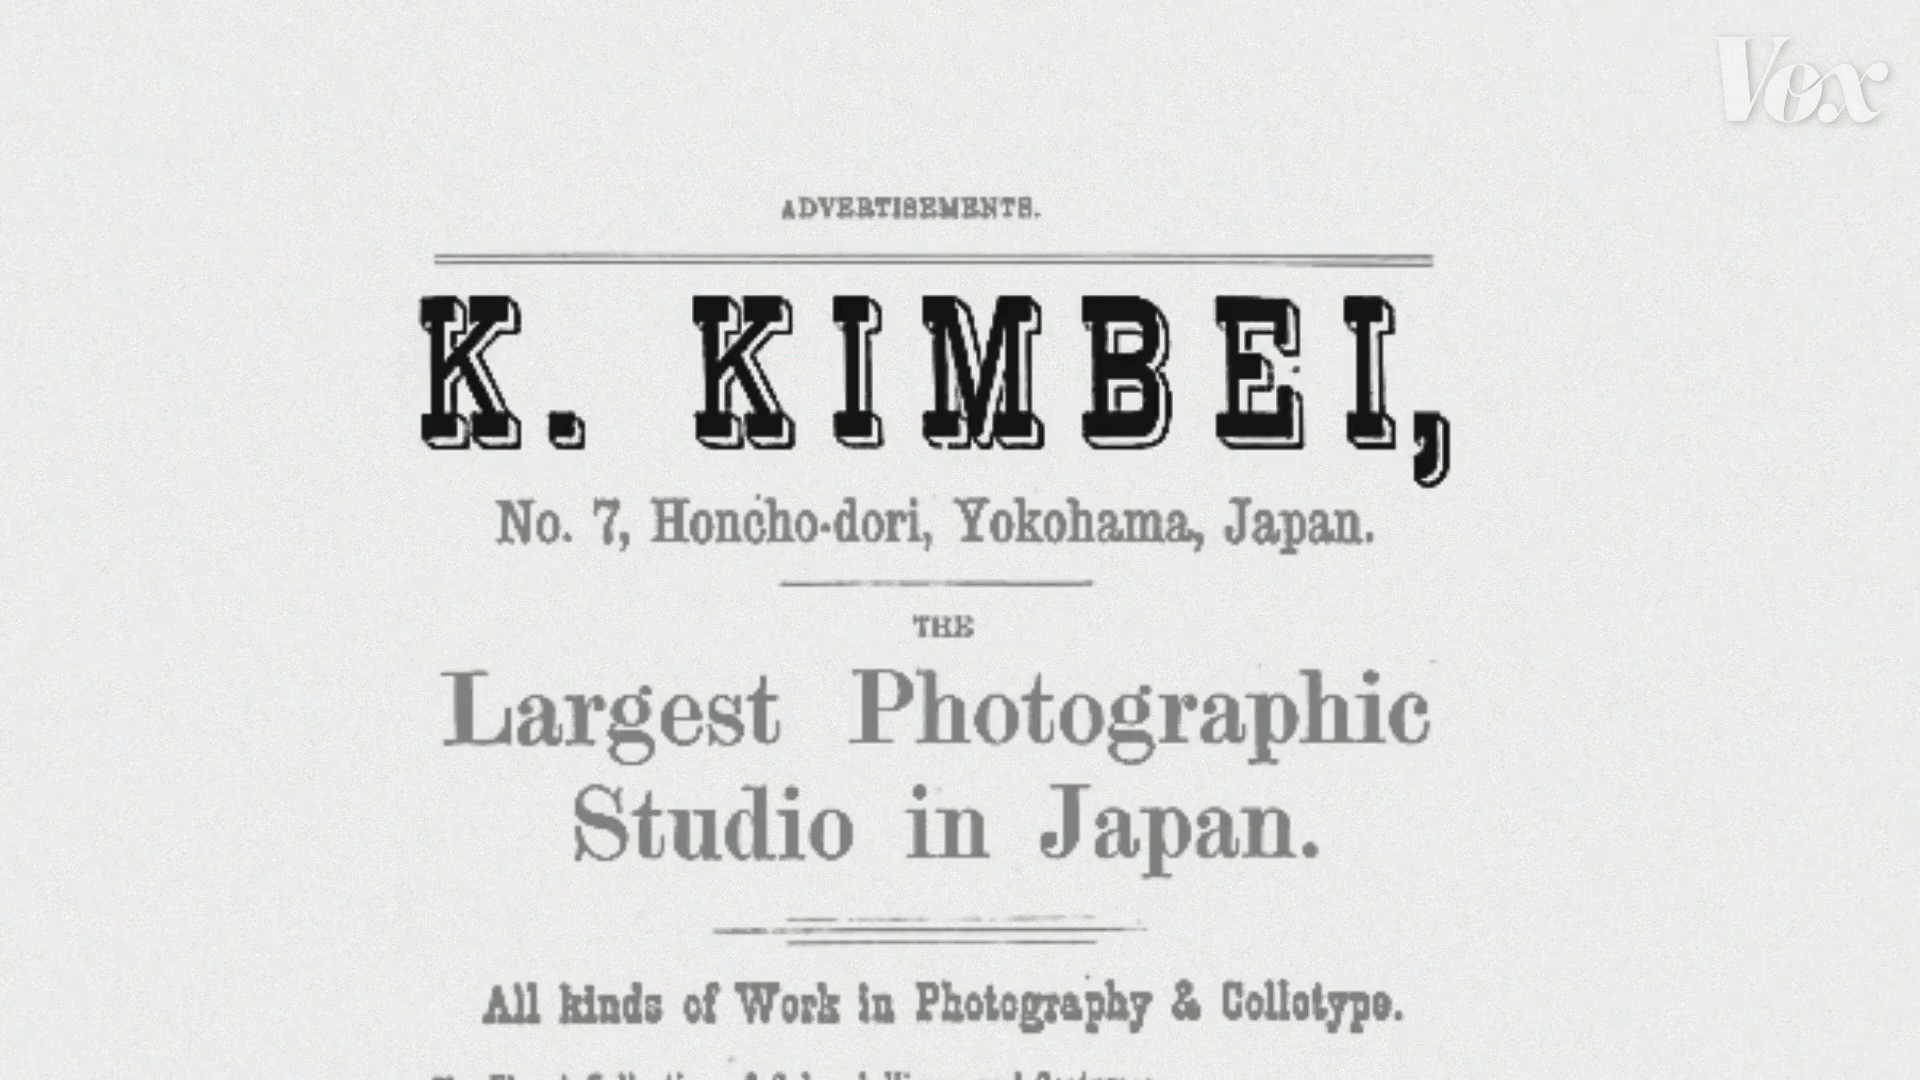 Vox
ADVERTISEMENTS.
K. KIMBEI,
No. 7, Honcho-dori, Yokohama, Japan.
THE
Largest Photographic
Studio in Japan.
All kinds of Work in Photography & Collotype.